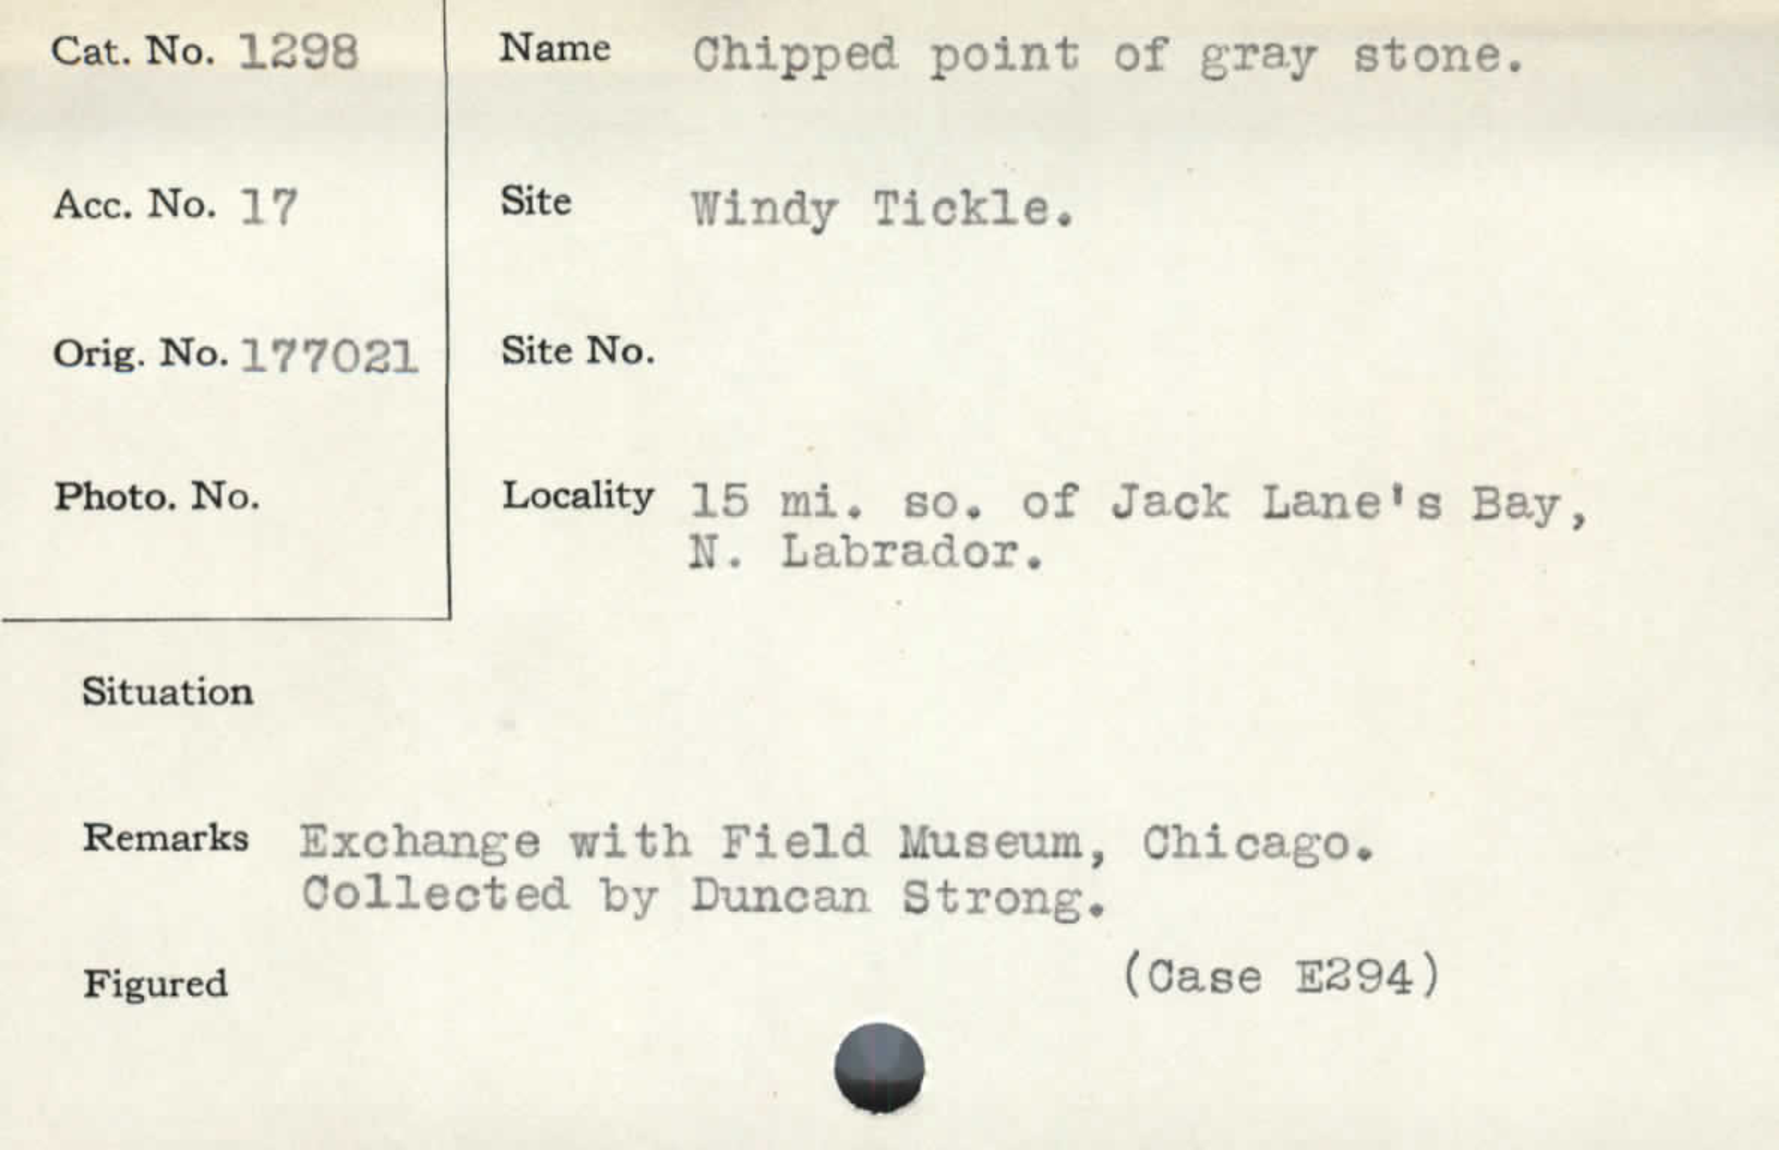 Cat. No. 1298
Name Chipped point of gray stone.
Acc. No. 17
Site Windy Tickle.
Orig. No. 177021
Site No.
Photo. No.
Locality 15 mi. so. of Jack Lane's Bay,
N. Labrador.
Situation
Remarks Exchange with Field Museum, Chicago.
Collected by Duncan Strong.
Figured
(Case E294)